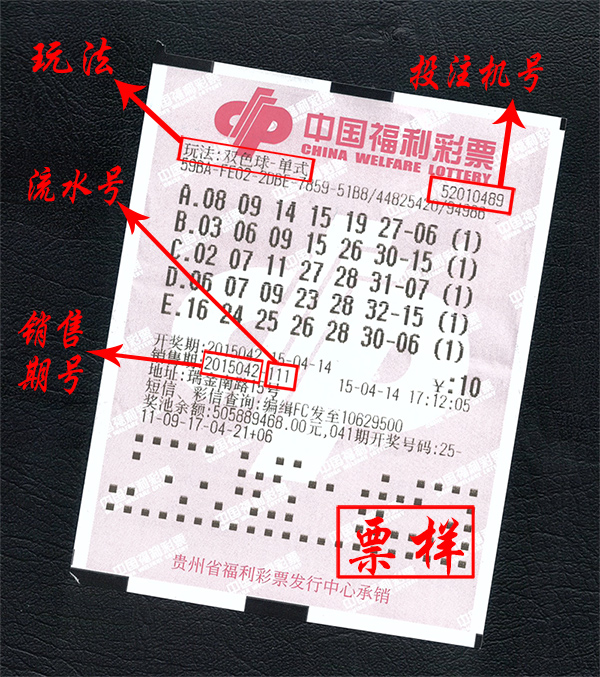 玩法
投注机号
流水号
销售
期号
中国福利彩票
CHINA WELFARE LOTTERY
玩法:双色球-单式
52010489
59BA-FE02-2DBE-7859-51B8/44825420/94986
A.08 09 14 15 19 27-06 (1)
B.03 06 09 15 26 30-15 (1)
C.02 07 11 27 28 31-07 (1)
D.06 07 09 23 28 32-15 (1)
E.16 24 25 26 28 30-06 (1)
开奖期:2015042 15-04-14
¥:10
销售期:2015042-111
15-04-14 17:12:05
地址:瑞金南路15号
短信、彩信查询:编缉FC发至10629500
奖池余额:505889468.00元,041期开奖号码:25-
11-09-17-04-21+06
票样
贵州省福利彩票发行中心承销